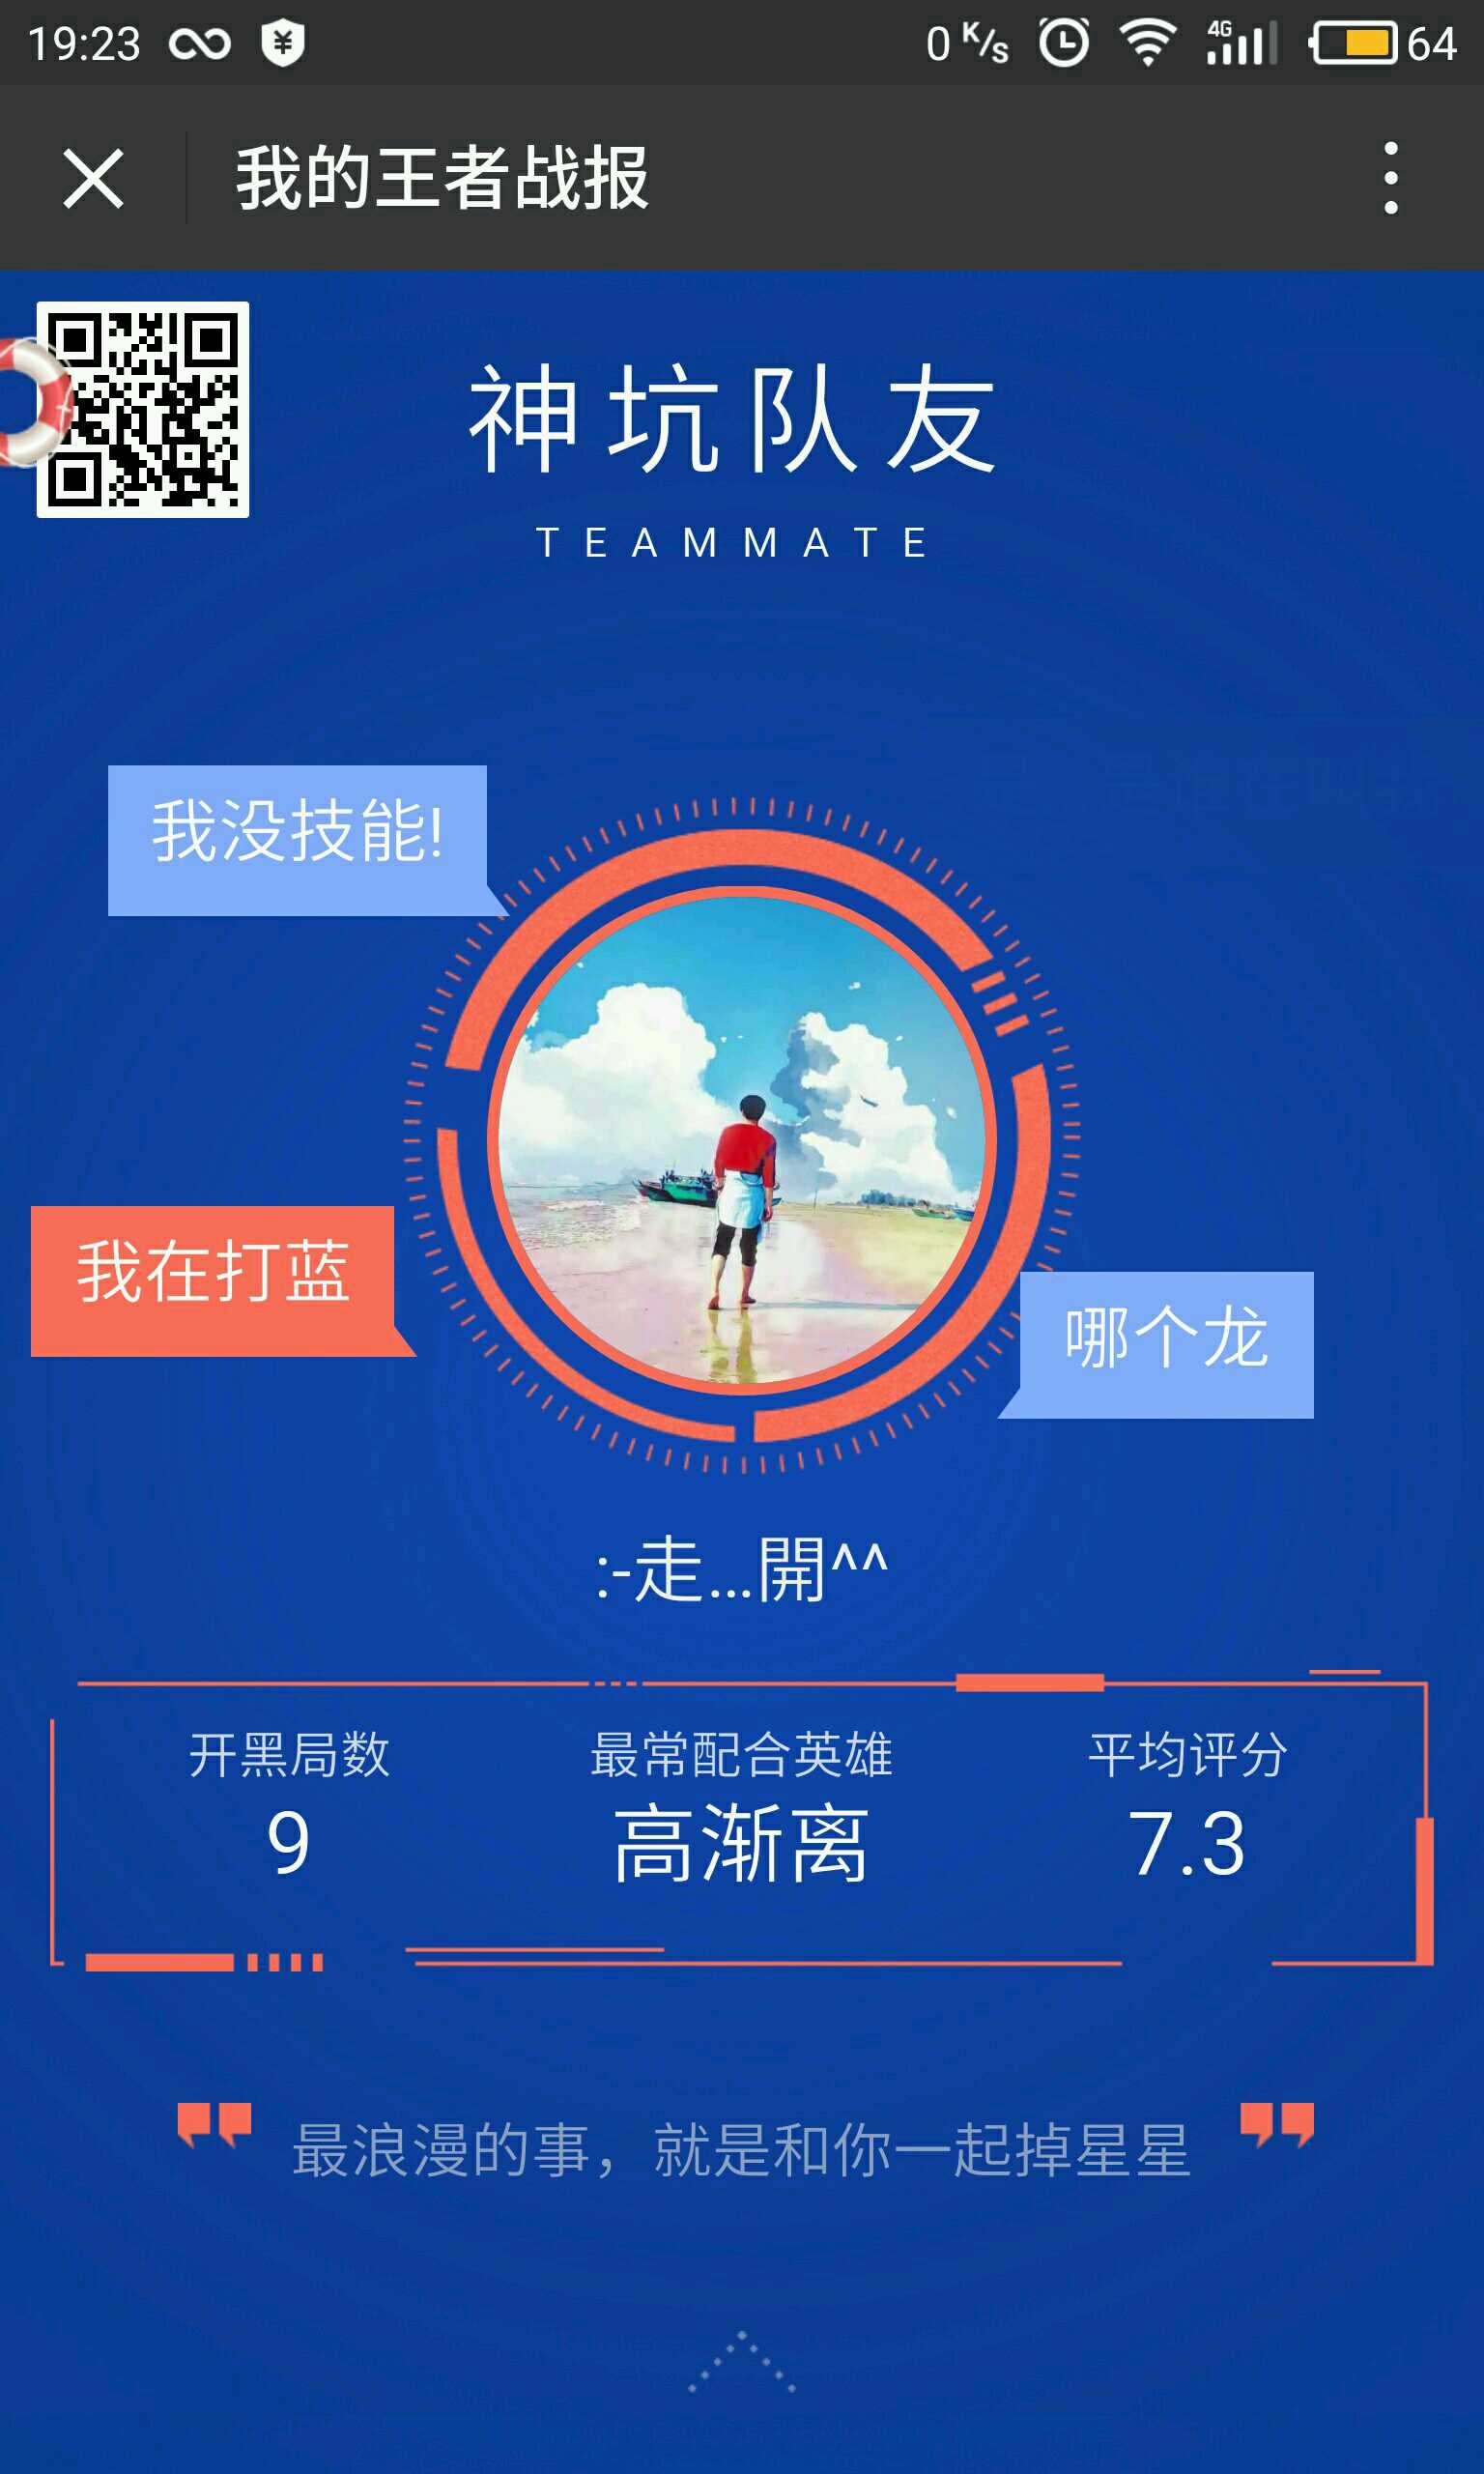 19:23
0 K/s 4G 64
我的王者战报
神坑队友
TEAMMATE
我没技能!
我在打蓝
哪个龙
:-走...開^^
开黑局数 最常配合英雄 平均评分
9 高渐离 7.3
最浪漫的事，就是和你一起掉星星